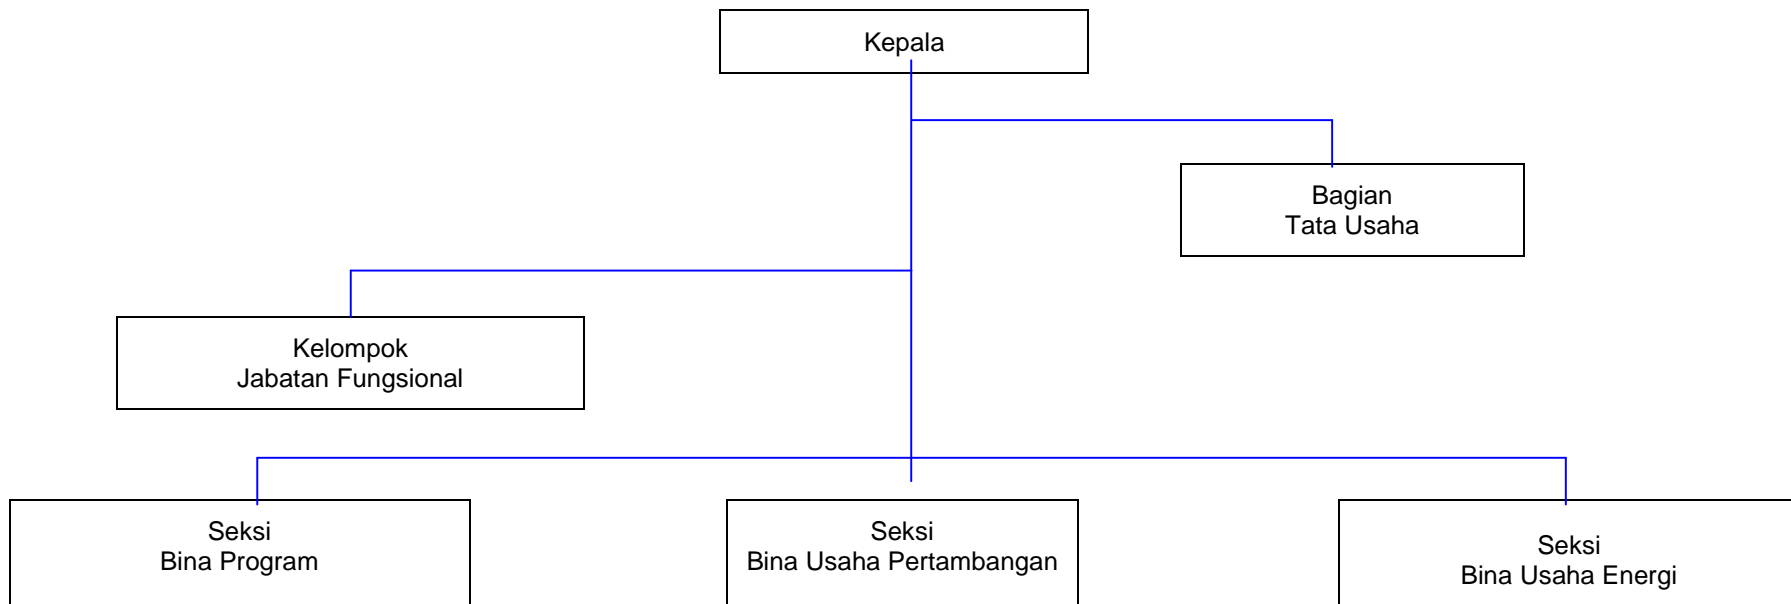 Kepala
Bagian
Tata Usaha
Kelompok
Jabatan Fungsional
Seksi
Bina Program
Seksi
Bina Usaha Pertambangan
Seksi
Bina Usaha Energi